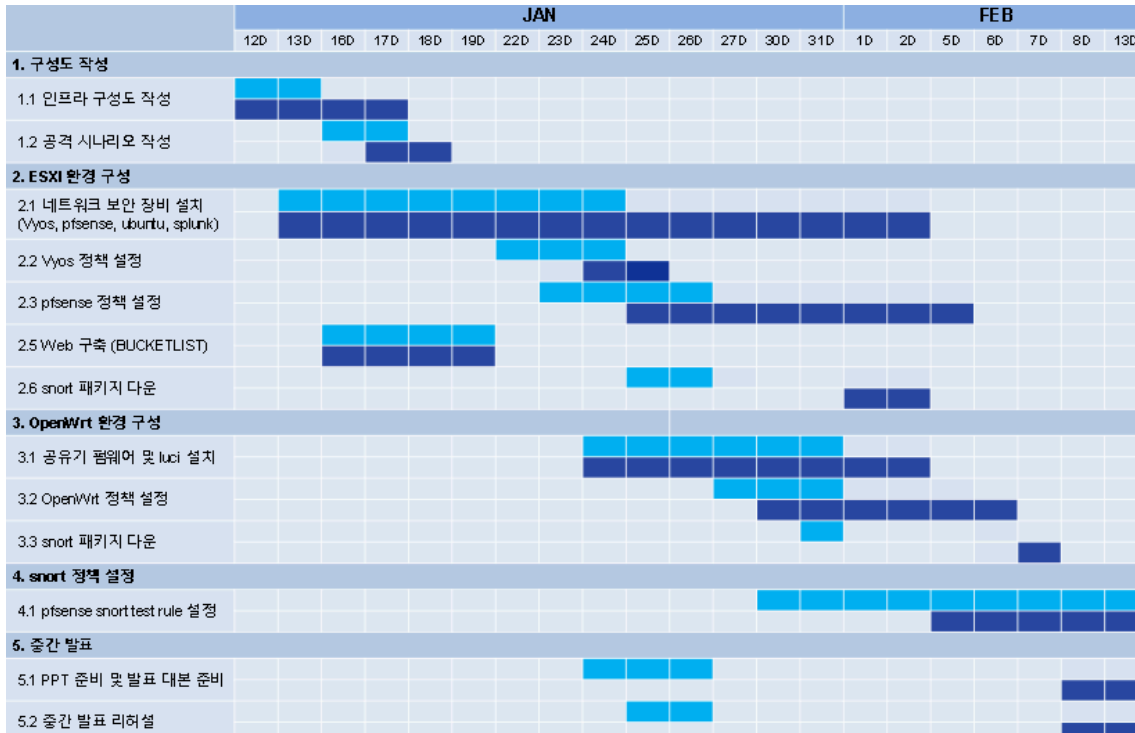 JAN FEB
12D 13D 16D 17D 18D 19D 22D 23D 24D 25D 26D 27D 30D 31D 1D 2D 5D 6D 7D 8D 13D
1. 구성도 작성
1.1 인프라 구성도 작성
1.2 공격 시나리오 작성
2. ESXI 환경 구성
2.1 네트워크 보안 장비 설치
(Vyos, pfsense, ubuntu, splunk)
2.2 Vyos 정책 설정
2.3 pfsense 정책 설정
2.5 Web 구축 (BUCKETLIST)
2.6 snort 패키지 다운
3. OpenWrt 환경 구성
3.1 공유기 펌웨어 및 luci 설치
3.2 OpenWrt 정책 설정
3.3 snort 패키지 다운
4. snort 정책 설정
4.1 pfsense snort test rule 설정
5. 중간 발표
5.1 PPT 준비 및 발표 대본 준비
5.2 중간 발표 리허설